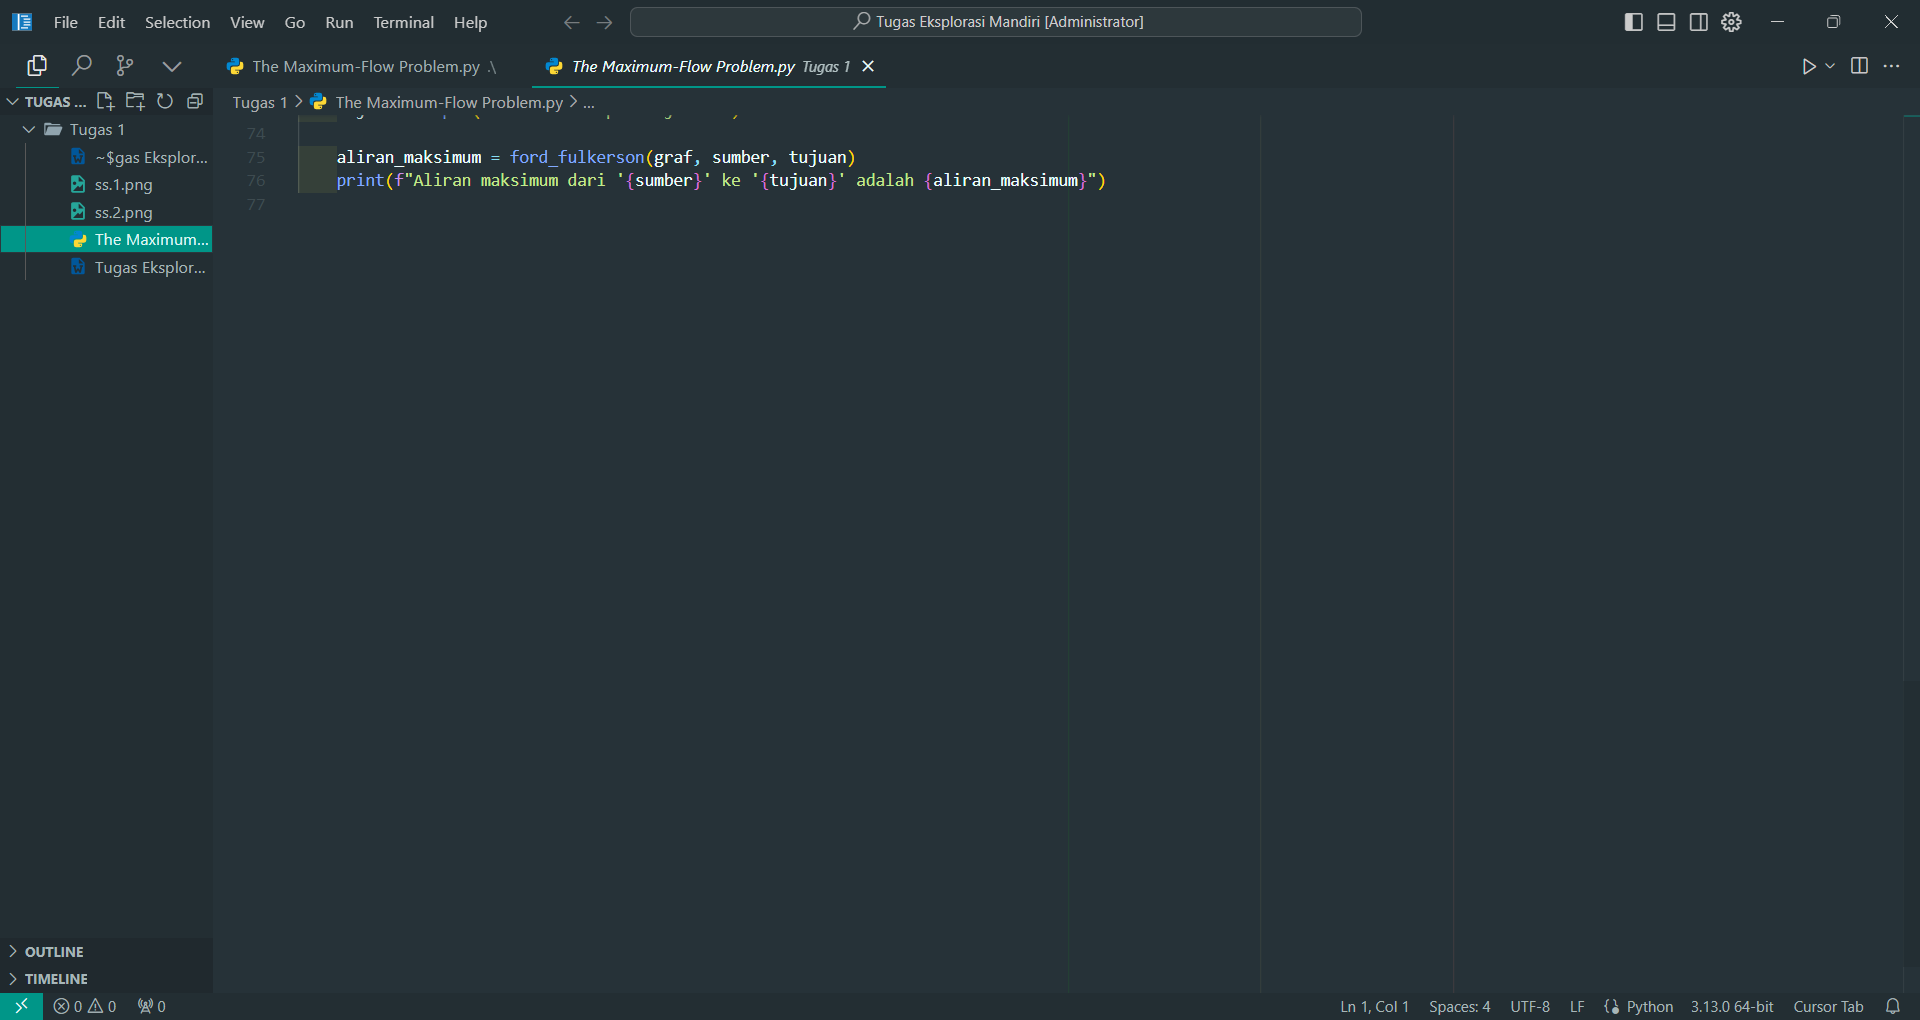 File Edit Selection View Go Run Terminal Help
Tugas Eksplorasi Mandiri [Administrator]
The Maximum-Flow Problem.py .\
The Maximum-Flow Problem.py Tugas 1
TUGAS ...
Tugas 1 > The Maximum-Flow Problem.py > ...
Tugas 1
~$gas Eksplor...
ss.1.png
ss.2.png
The Maximum...
Tugas Eksplor...
74
75 aliran_maksimum = ford_fulkerson(graf, sumber, tujuan)
76 print(f"Aliran maksimum dari '{sumber}' ke '{tujuan}' adalah {aliran_maksimum}")
77
OUTLINE
TIMELINE
0 0 0
Ln 1, Col 1 Spaces: 4 UTF-8 LF Python 3.13.0 64-bit Cursor Tab